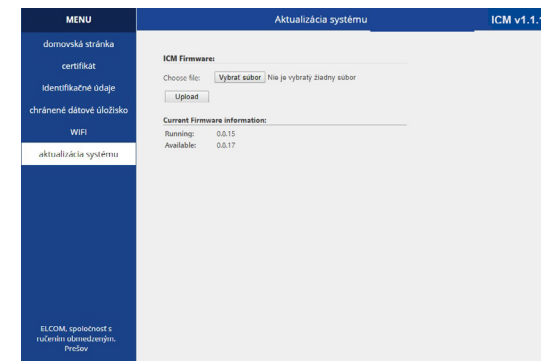 MENU
Aktualizácia systému
ICM v1.1.
domovská stránka
certifikát
identifikačné údaje
chránené dátové úložisko
WIFI
aktualizácia systému
ICM Firmware:
Choose file: Vybrat súbor Nie je vybratý žiadny súbor
Upload
Current Firmware information:
Running: 0.0.15
Available: 0.0.17
ELCOM, spoločnosť s
ručením obmedzeným,
Prešov